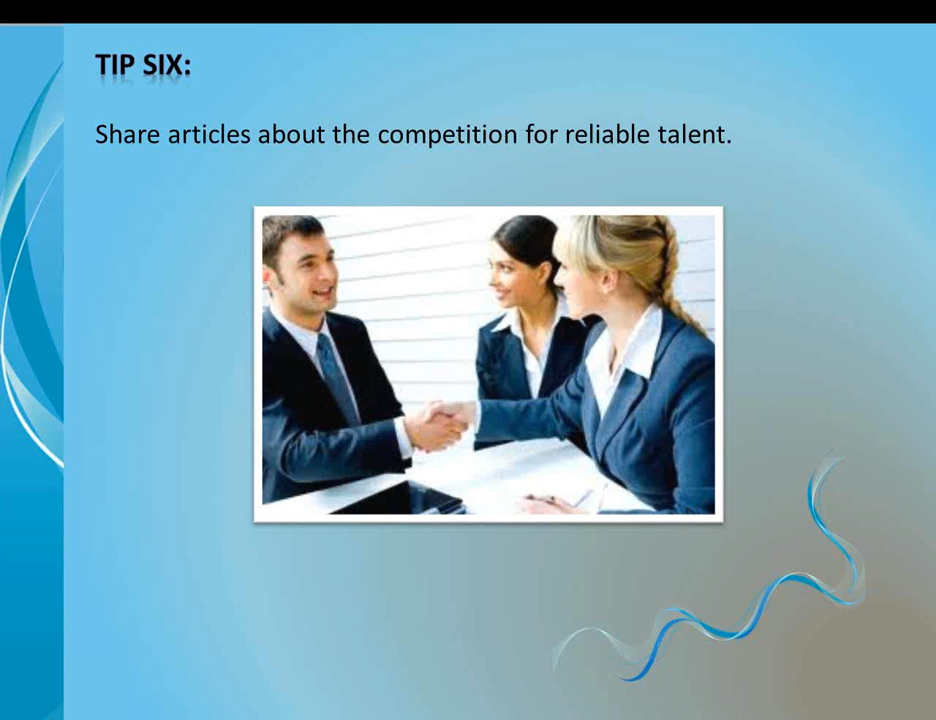 TIP SIX:
Share articles about the competition for reliable talent.